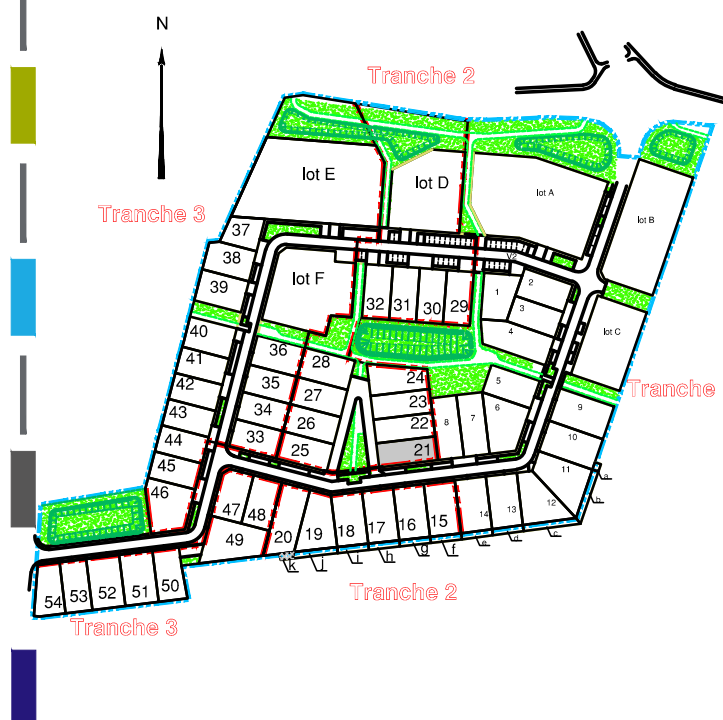 N
Tranche 2
lot E
lot D
lot A
lot B
Tranche 3
37
38
39
V2
lot F
32
31
30
29
1
2
3
4
lot C
40
41
42
43
44
45
46
36
35
34
33
28
27
26
25
24
23
22
21
5
6
7
8
Tranche
9
10
11
12
13
14
15
16
17
18
19
20
47
48
49
a
b
c
d
e
f
g
h
i
j
k
54
53
52
51
50
Tranche 2
Tranche 3